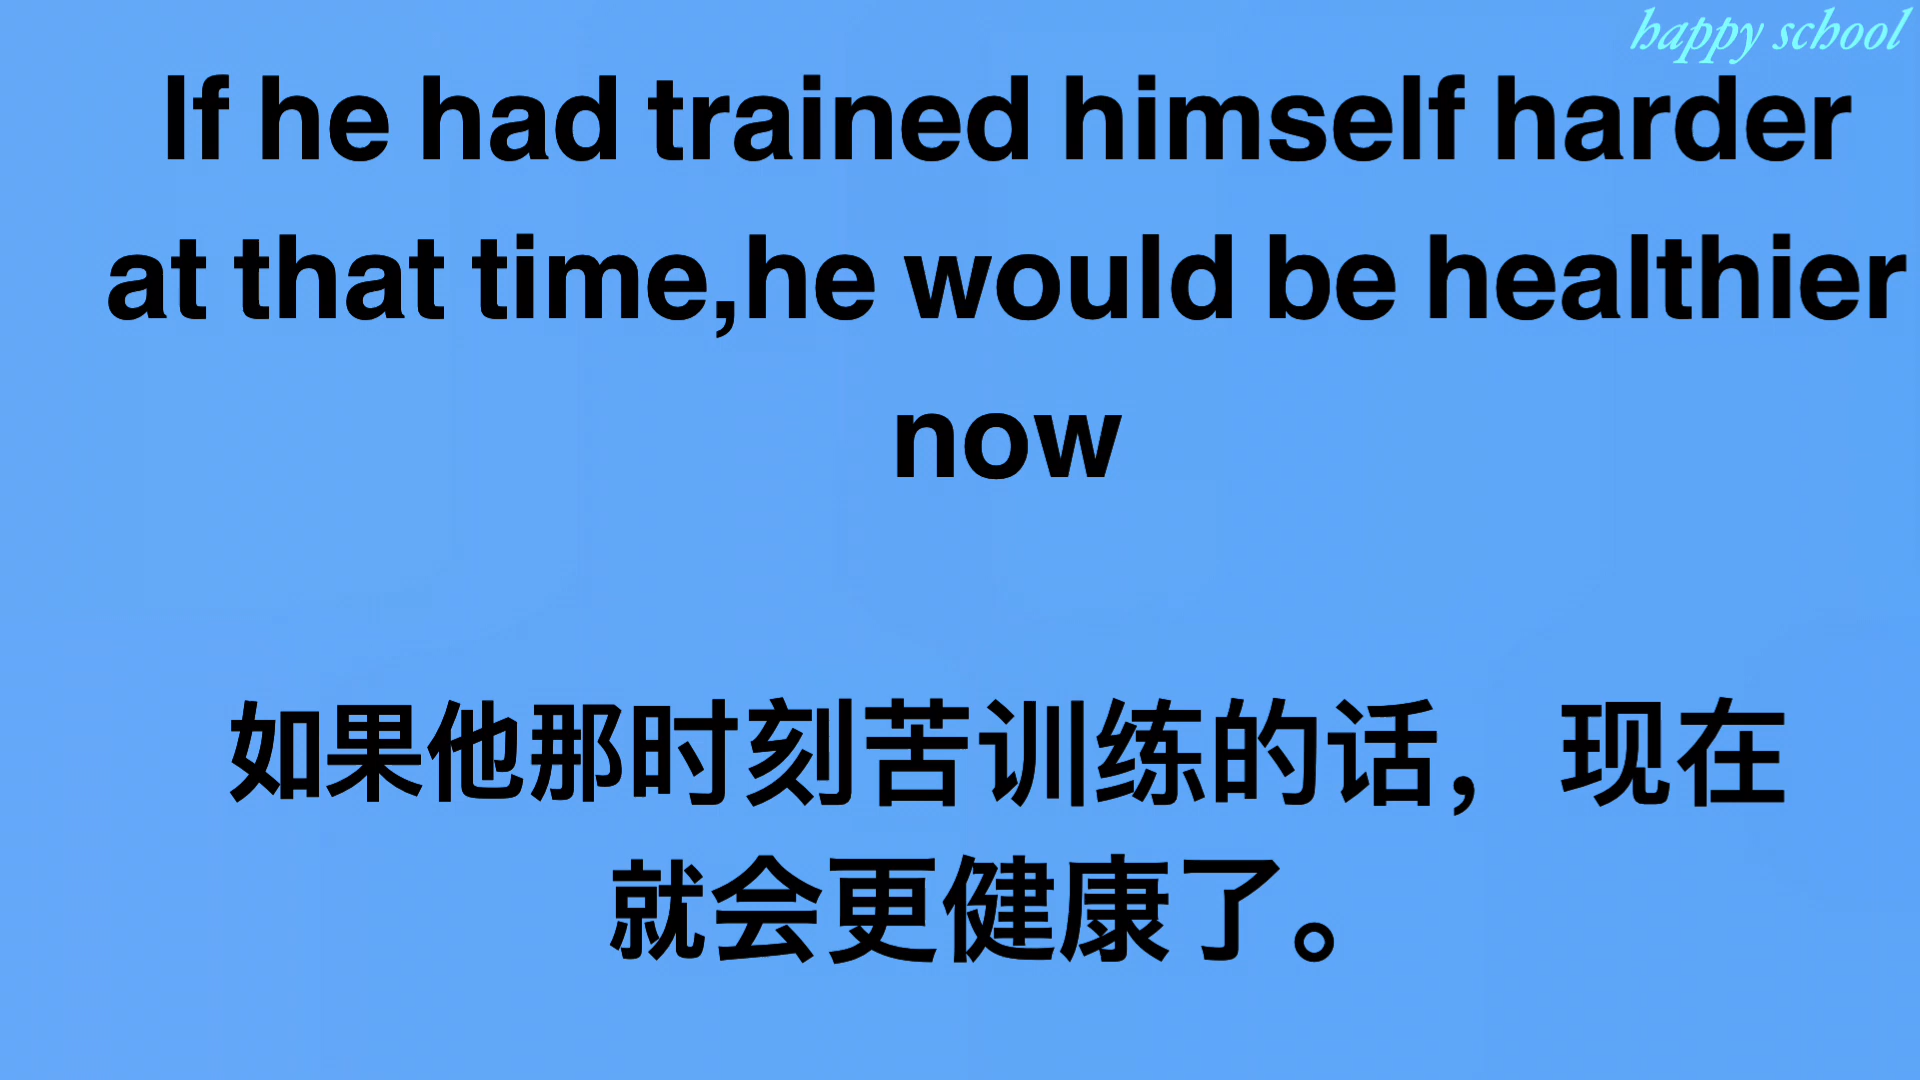 happy school
If he had trained himself harder
at that time,he would be healthier
now
如果他那时刻苦训练的话，现在
就会更健康了。